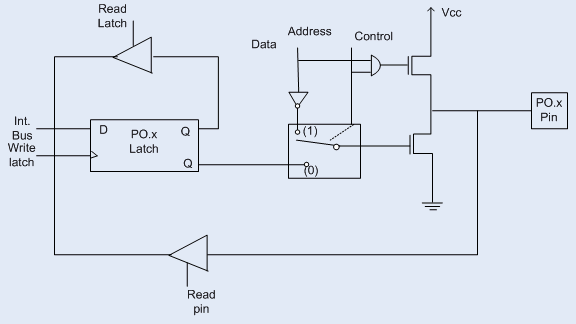 Read
Latch
Address
Data
Control
Vcc
Int.
Bus
Write
latch
D
PO.x
Latch
Q
Q
(1)
(0)
PO.x
Pin
Read
pin